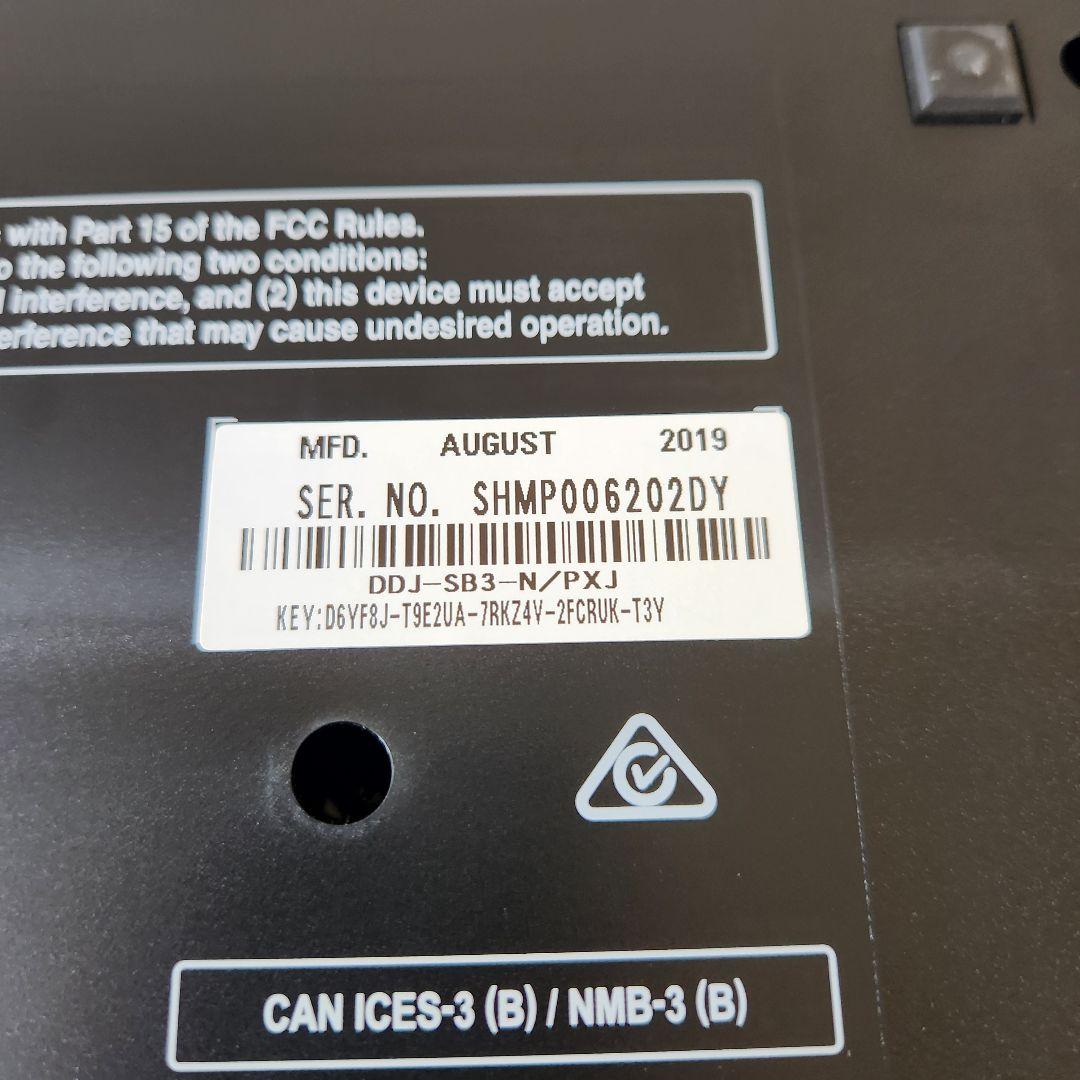 with Part 15 of the FCC Rules.
the following two conditions:
interference, and (2) this device must accept
that may cause undesired operation.
MFD. AUGUST 2019
SER. NO. SHMP006202DY
DDJ-SB3-N/PXJ
KEY:D6YF8J-T9E2UA-7RKZ4V-2FCRUK-T3Y
CAN ICES-3 (B) / NMB-3 (B)